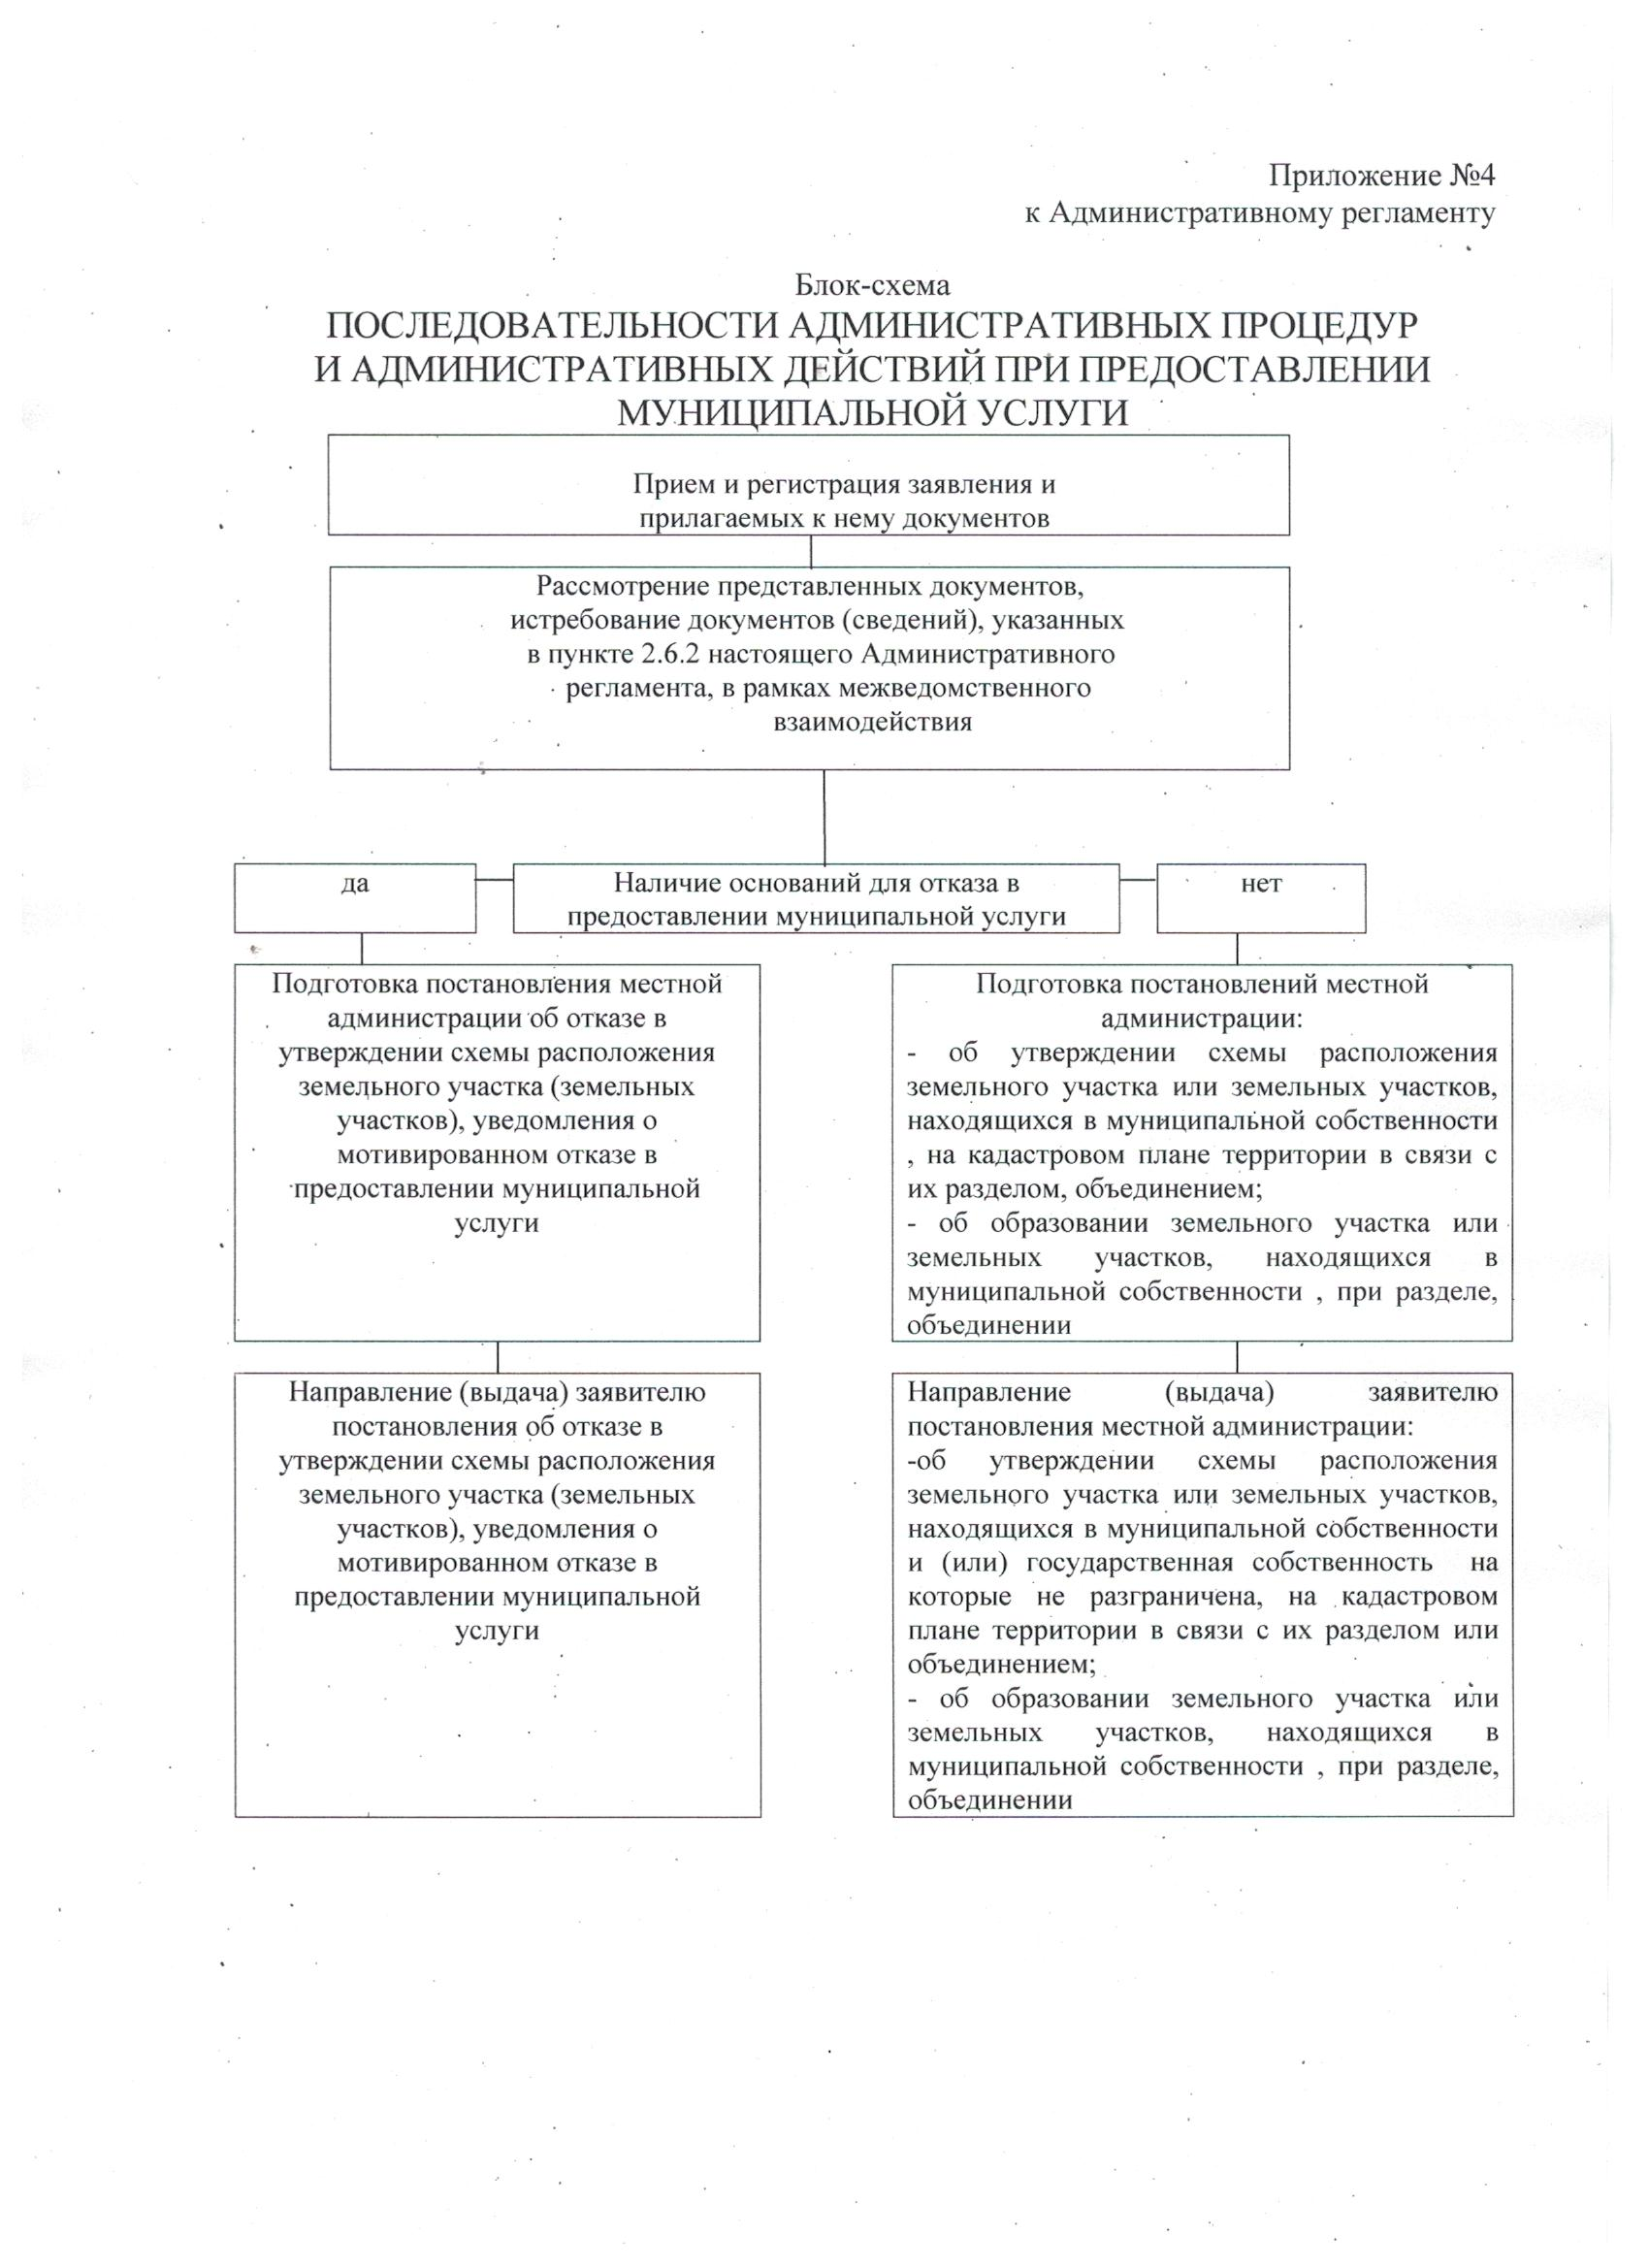 Приложение №4
к Административному регламенту
Блок-схема
ПОСЛЕДОВАТЕЛЬНОСТИ АДМИНИСТРАТИВНЫХ ПРОЦЕДУР
И АДМИНИСТРАТИВНЫХ ДЕЙСТВИЙ ПРИ ПРЕДОСТАВЛЕНИИ
МУНИЦИПАЛЬНОЙ УСЛУГИ
Прием и регистрация заявления и
прилагаемых к нему документов
Рассмотрение представленных документов,
истребование документов (сведений), указанных
в пункте 2.6.2 настоящего Административного
регламента, в рамках межведомственного
взаимодействия
да
Наличие оснований для отказа в
предоставлении муниципальной услуги
нет
Подготовка постановления местной
администрации об отказе в
утверждении схемы расположения
земельного участка (земельных
участков), уведомления о
мотивированном отказе в
предоставлении муниципальной
услуги
Подготовка постановлений местной
администрации:
- об утверждении схемы расположения
земельного участка или земельных участков,
находящихся в муниципальной собственности
, на кадастровом плане территории в связи с
их разделом, объединением;
- об образовании земельного участка или
земельных участков, находящихся в
муниципальной собственности , при разделе,
объединении
Направление (выдача) заявителю
постановления об отказе в
утверждении схемы расположения
земельного участка (земельных
участков), уведомления о
мотивированном отказе в
предоставлении муниципальной
услуги
Направление (выдача) заявителю
постановления местной администрации:
-об утверждении схемы расположения
земельного участка или земельных участков,
находящихся в муниципальной собственности
и (или) государственная собственность на
которые не разграничена, на кадастровом
плане территории в связи с их разделом или
объединением;
- об образовании земельного участка или
земельных участков, находящихся в
муниципальной собственности , при разделе,
объединении